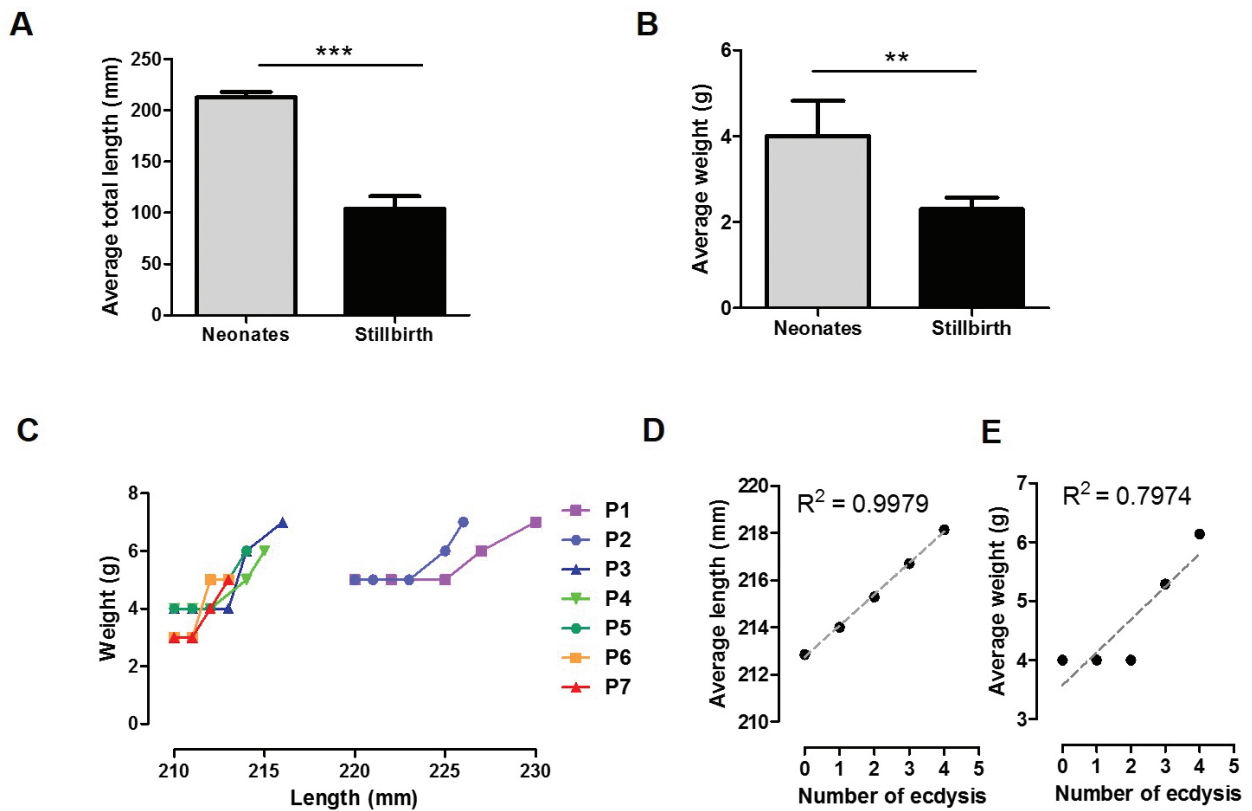 A
Average total length (mm)
250
200
150
100
50
0
***
Neonates
Stillbirth
B
Average weight (g)
6
4
2
0
**
Neonates
Stillbirth
C
Weight (g)
8
6
4
2
0
210
215
220
225
230
Length (mm)
P1
P2
P3
P4
P5
P6
P7
D
Average length (mm)
220
218
216
214
212
210
R² = 0.9979
0 1 2 3 4 5
Number of ecdysis
E
Average weight (g)
7
6
5
4
3
R² = 0.7974
0 1 2 3 4 5
Number of ecdysis